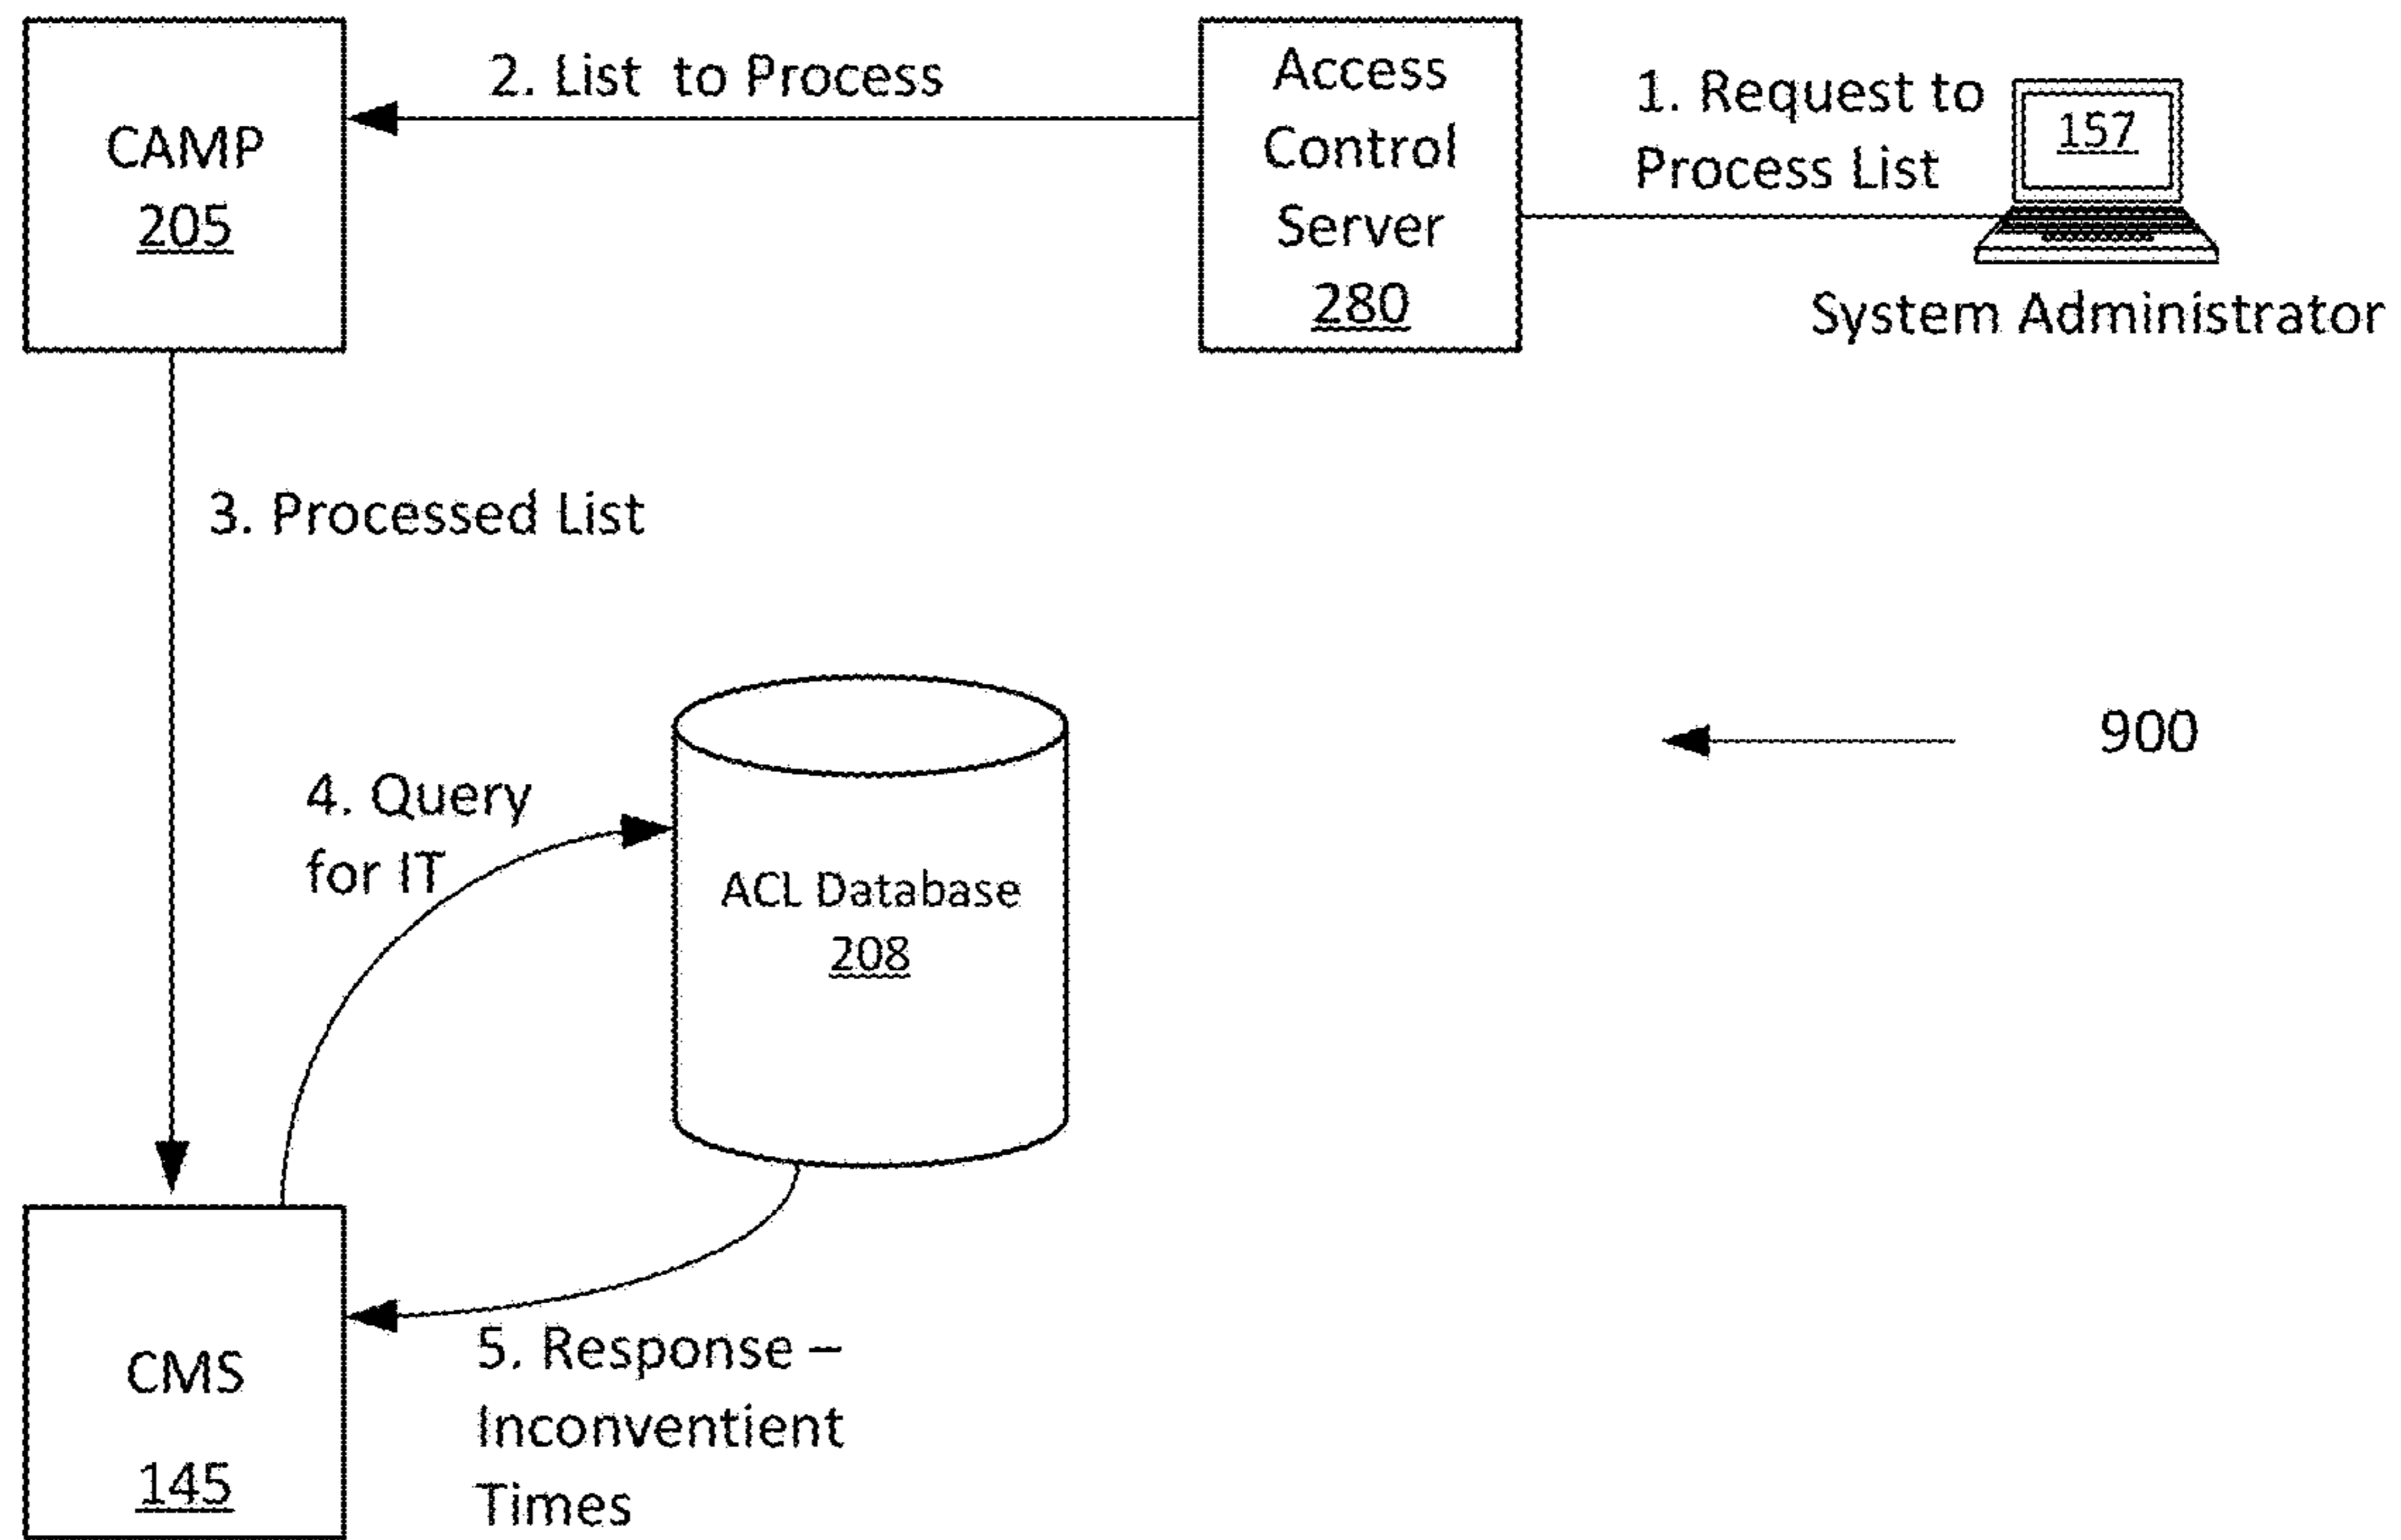 CAMP
205
2. List to Process
Access
Control
Server
280
1. Request to
Process List
157
System Administrator
3. Processed List
900
4. Query
for IT
ACL Database
208
5. Response –
Inconventient
Times
CMS
145